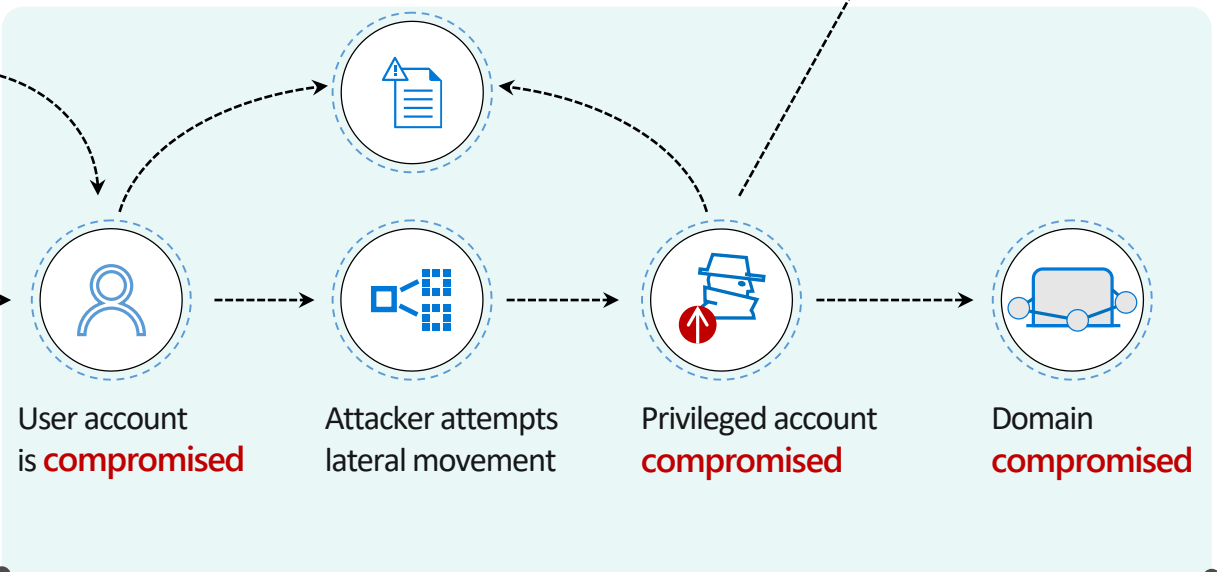 User account
is compromised
Attacker attempts
lateral movement
Privileged account
compromised
Domain
compromised